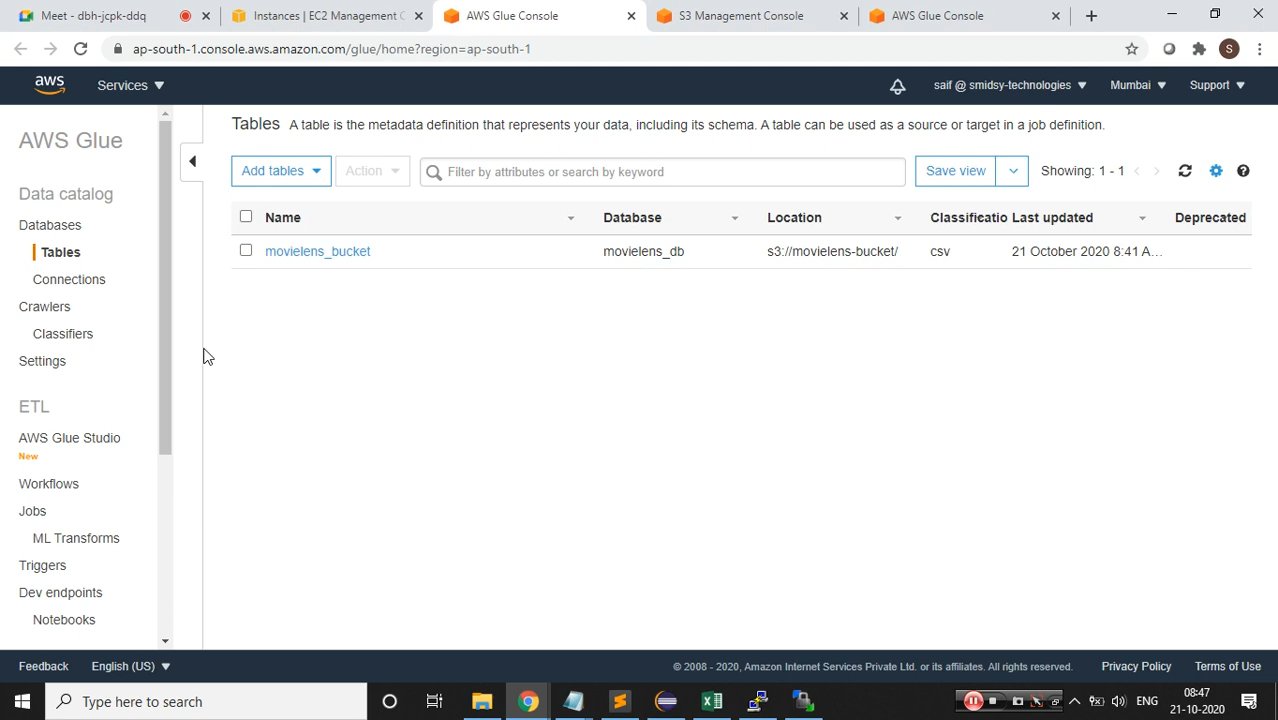 Meet - dbh-jcpk-ddq
Instances | EC2 Management C
AWS Glue Console
S3 Management Console
AWS Glue Console
ap-south-1.console.aws.amazon.com/glue/home?region=ap-south-1
S
aws
Services
saif @ smidsy-technologies
Mumbai
Support
AWS Glue
Data catalog
Databases
Tables
Connections
Crawlers
Classifiers
Settings
ETL
AWS Glue Studio
New
Workflows
Jobs
ML Transforms
Triggers
Dev endpoints
Notebooks
Tables A table is the metadata definition that represents your data, including its schema. A table can be used as a source or target in a job definition.
Add tables
Action
Filter by attributes or search by keyword
Save view
Showing: 1 - 1
Name Database Location Classificatio Last updated Deprecated
movielens_bucket movielens_db s3://movielens-bucket/ csv 21 October 2020 8:41 A...
Feedback
English (US)
© 2008 - 2020, Amazon Internet Services Private Ltd. or its affiliates. All rights reserved.
Privacy Policy
Terms of Use
Type here to search
ENG
08:47
21-10-2020